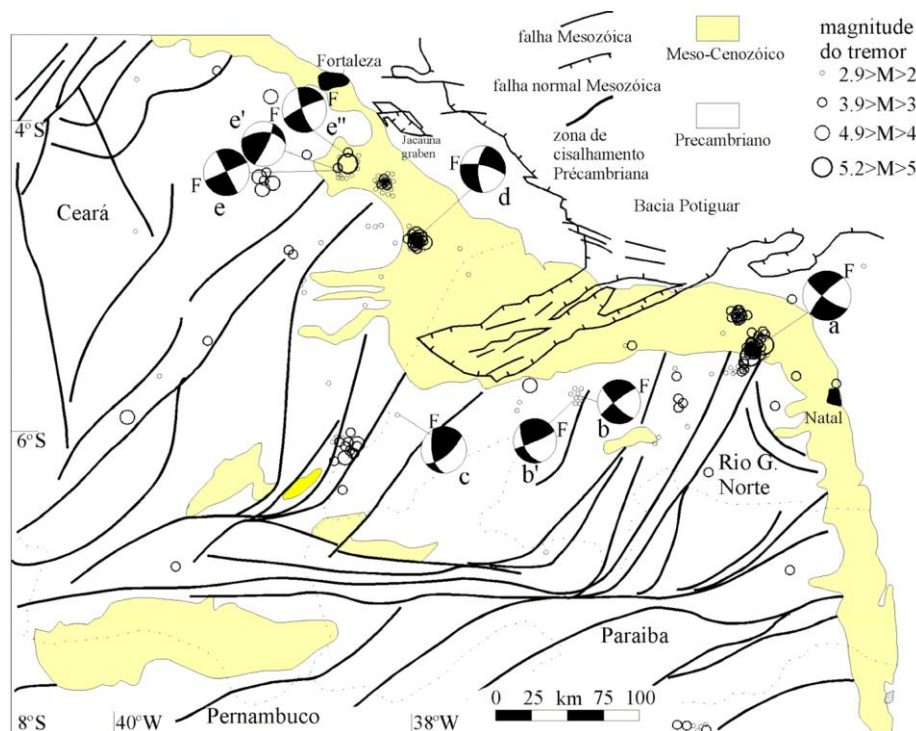 falha Mesozóica
falha normal Mesozóica
zona de
cisalhamento
Précambriana
Meso-Cenozóico
Precambriano
magnitude
do tremor
2.9>M>2
3.9>M>3
4.9>M>4
5.2>M>5
Fortaleza
4°S
e'
F
F
e"
Jacauna
graben
F
d
F
e
Ceará
Bacia Potiguar
F
a
6°S
F
c
F
b'
b
F
Natal
Rio G.
Norte
Paraiba
Pernambuco
8°S
40°W
38°W
0 25 km 75 100